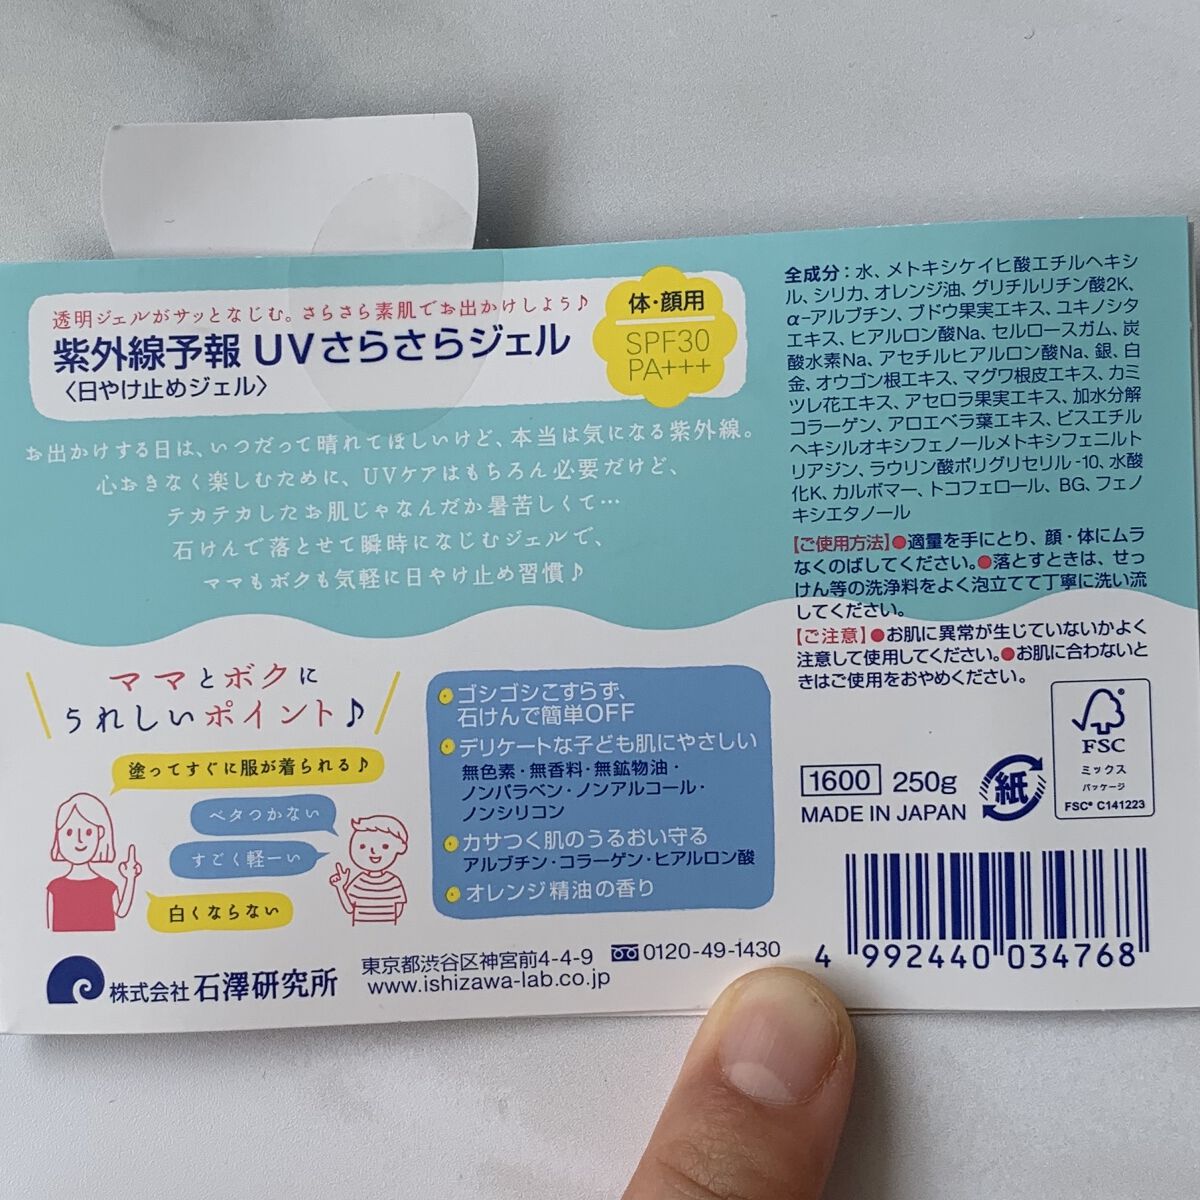 透明ジェルがサッとなじむ。さらさら素肌でお出かけしよう♪
紫外線予報 UVさらさらジェル
〈日やけ止めジェル〉
体・顔用
SPF30
PA+++
お出かけする日は、いつだって晴れてほしいけど、本当は気になる紫外線。
心おきなく楽しむために、UVケアはもちろん必要だけど、
テカテカしたお肌じゃなんだか暑苦しくて…
石けんで落とせて瞬時になじむジェルで、
ママもボクも気軽に日やけ止め習慣♪
ママとボクに
うれしいポイント♪
塗ってすぐに服が着られる♪
ベタつかない
すごく軽ーい
白くならない
●ゴシゴシこすらず、
石けんで簡単OFF
●デリケートな子ども肌にやさしい
無色素・無香料・無鉱物油・
ノンパラベン・ノンアルコール・
ノンシリコン
●カサつく肌のうるおい守る
アルブチン・コラーゲン・ヒアルロン酸
●オレンジ精油の香り
株式会社 石澤研究所
東京都渋谷区神宮前4-4-9 0120-49-1430
www.ishizawa-lab.co.jp
全成分：水、メトキシケイヒ酸エチルヘキシ
ル、シリカ、オレンジ油、グリチルリチン酸2K、
α-アルブチン、ブドウ果実エキス、ユキノシタ
エキス、ヒアルロン酸Na、セルロースガム、炭
酸水素Na、アセチルヒアルロン酸Na、銀、白
金、オウゴン根エキス、マグワ根皮エキス、カミ
ツレ花エキス、アセロラ果実エキス、加水分解
コラーゲン、アロエベラ葉エキス、ビスエチル
ヘキシルオキシフェノールメトキシフェニルト
リアジン、ラウリン酸ポリグリセリル-10、水酸
化K、カルボマー、トコフェロール、BG、フェノ
キシエタノール
【ご使用方法】●適量を手にとり、顔・体にムラ
なくのばしてください。●落とすときは、せっ
けん等の洗浄料をよく泡立てて丁寧に洗い流
してください。
【ご注意】●お肌に異常が生じていないかよく
注意して使用してください。●お肌に合わないと
きはご使用をおやめください。
1600 250g
MADE IN JAPAN
紙
FSC
ミックス
パッケージ
FSC® C141223
4 992440 034768